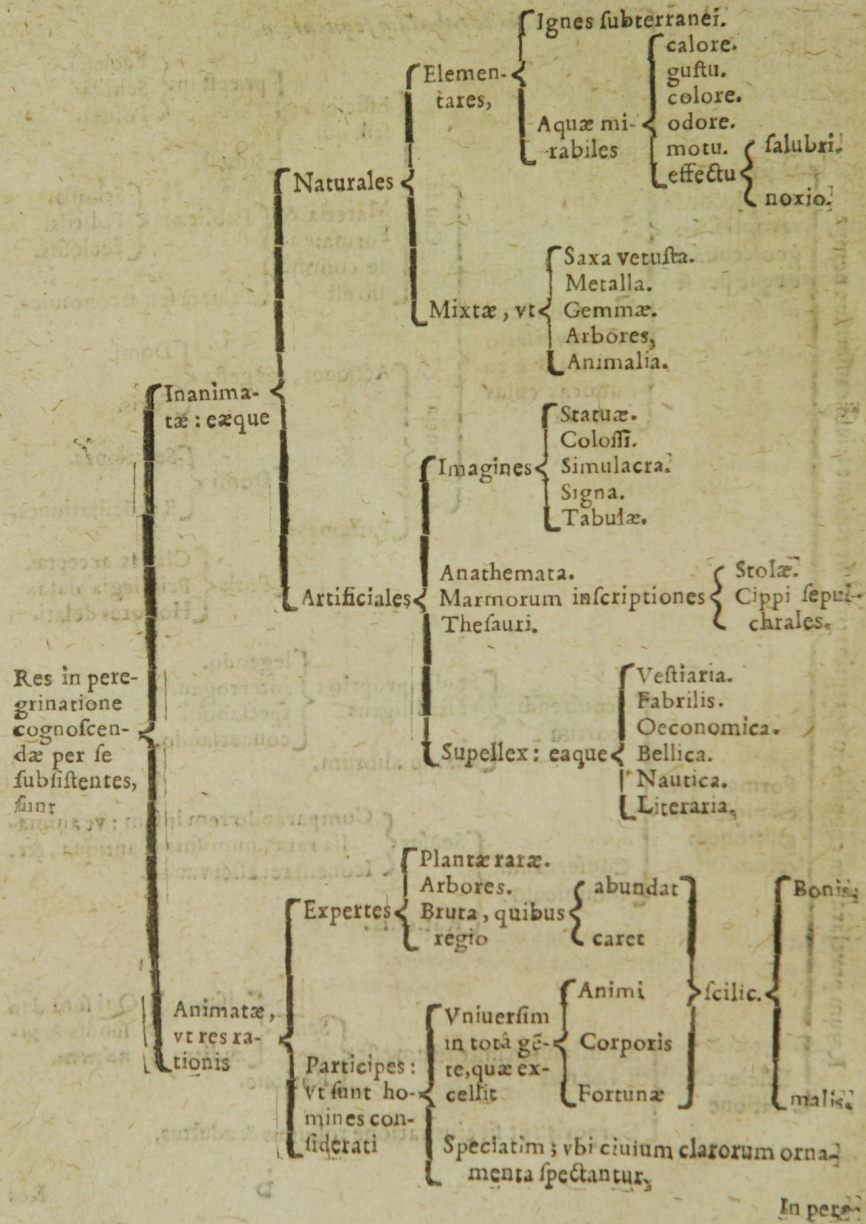 Ignes ſubterranei.
calore.
Elemen-
tares,
guſtu.
colore.
Aquæ mi-
rabiles
odore.
motu.
effectu
ſalubri.
noxio.
Naturales
Saxa vetuſta.
Metalla.
Mixtæ, vt
Gemmæ.
Arbores,
Animalia.
Inanima-
tæ: eæque
Statuæ.
Coloſſi.
Imagines
Simulacra.
Signa.
Tabulæ.
Artificiales
Anathemata.
Marmorum inſcriptiones
Theſauri.
Stolæ.
Cippi ſepul-
chrales.
Res in pere-
grinatione
cognoſcen-
dæ per ſe
ſubſiſtentes,
ſunt
Veſtiaria.
Fabrilis.
Oeconomica.
Supellex: eaque
Bellica.
Nautica.
Literaria.
Plantæ raræ.
Arbores.
Expertes
Bruta, quibus
regio
abundat
caret
Animatæ,
vt res ra-
tionis
ſcilic.
Bonis,
malis.
Participes:
Vt ſunt ho-
mines con-
ſiderati
Vniuerſim
in totâ gẽ-
te, quæ ex-
cellit
Animi
Corporis
Fortunæ
Speciatim; vbi ciuium clarorum orna-
menta ſpectantur.
In pere-